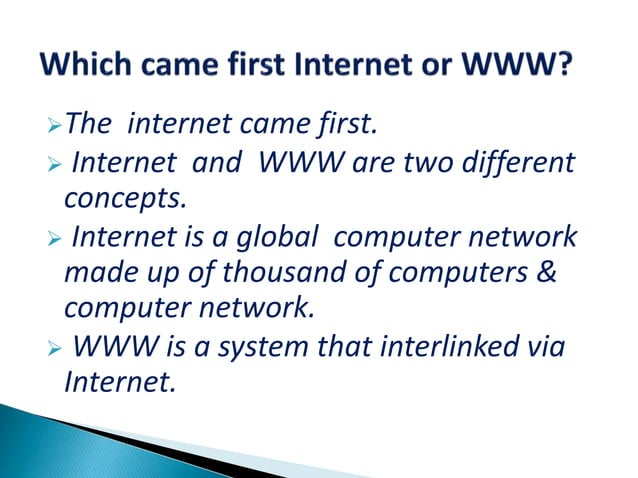 Which came first Internet or WWW?
The internet came first.
Internet and WWW are two different
concepts.
Internet is a global computer network
made up of thousand of computers &
computer network.
WWW is a system that interlinked via
Internet.